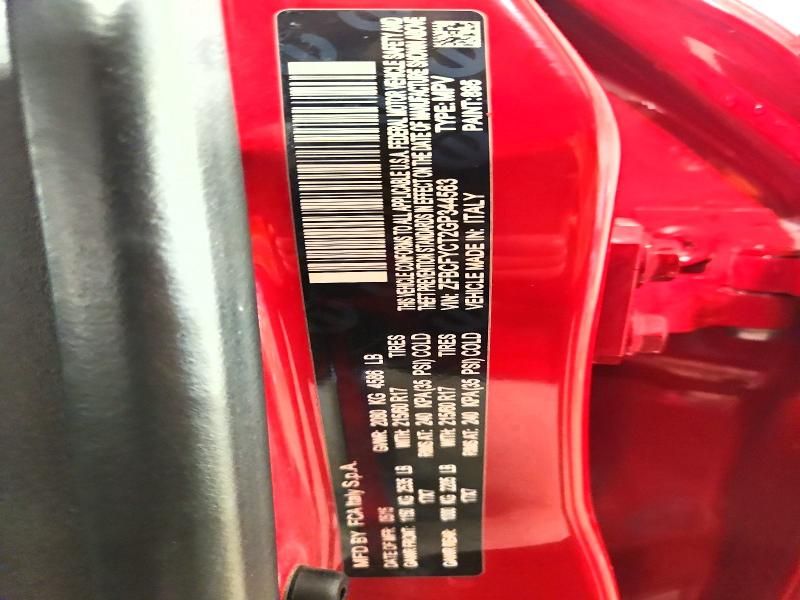 MFD BY FCA Italy S.p.A.
DATE OF MFR: 05/15 GVWR: 2080 KG 4586 LB
GAWR FRONT: 1150 KG 2535 LB WITH: 215/60 R17 TIRES
17X7 RIMS AT: 240 KPA(35 PSI) COLD
GAWR REAR: 1000 KG 2205 LB WITH: 215/60 R17 TIRES
17X7 RIMS AT: 240 KPA(35 PSI) COLD
THIS VEHICLE CONFORMS TO ALL APPLICABLE U.S.A. FEDERAL MOTOR VEHICLE SAFETY AND
THEFT PREVENTION STANDARDS IN EFFECT ON THE DATE OF MANUFACTURE SHOWN ABOVE
VIN: ZFBCFYCT2GP344563 TYPE: MPV
VEHICLE MADE IN: ITALY PAINT: